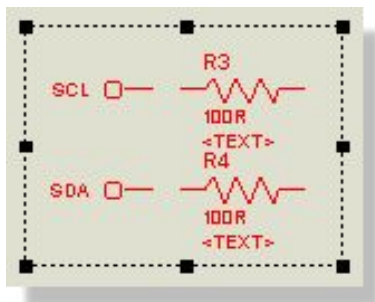 R3
SCL
100R
<TEXT>
R4
SDA
100R
<TEXT>